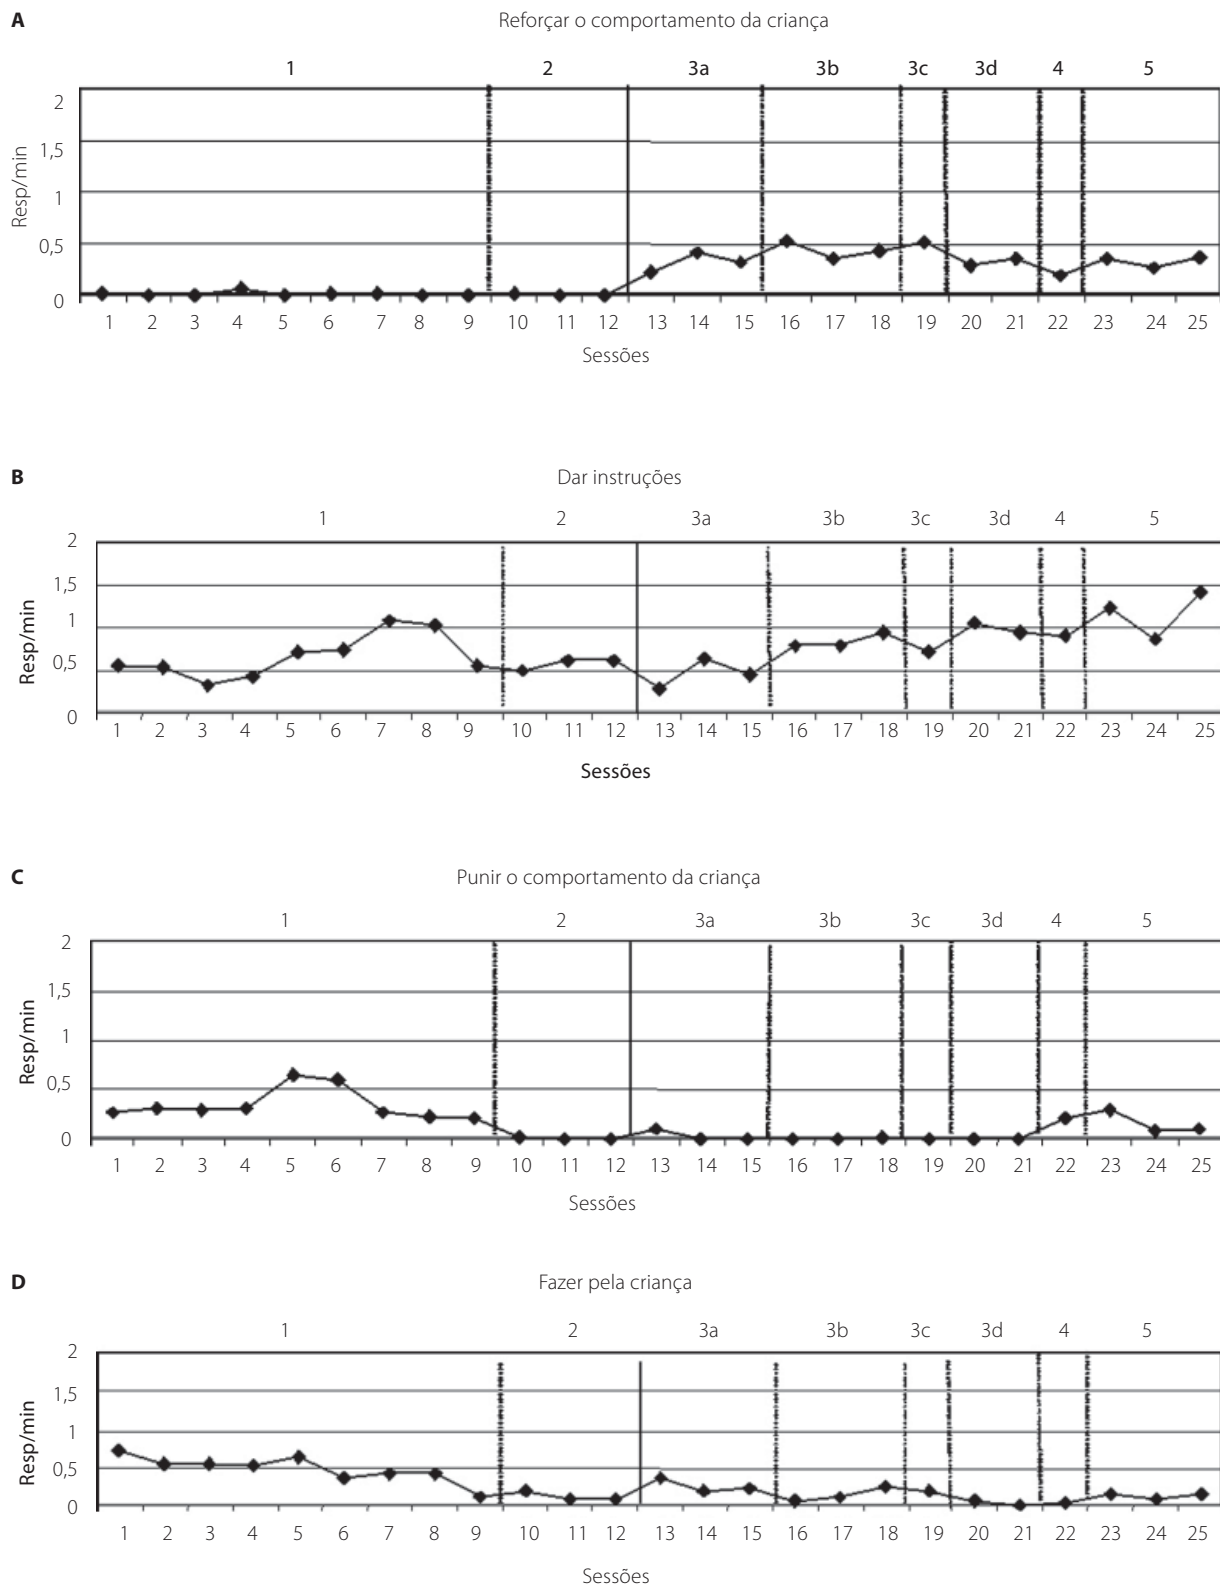 A Reforçar o comportamento da criança
1 2 3a 3b 3c 3d 4 5
2
1,5
1
0,5
0
Resp/min
1 2 3 4 5 6 7 8 9 10 11 12 13 14 15 16 17 18 19 20 21 22 23 24 25
Sessões
B Dar instruções
1 2 3a 3b 3c 3d 4 5
2
1,5
1
0,5
0
Resp/min
1 2 3 4 5 6 7 8 9 10 11 12 13 14 15 16 17 18 19 20 21 22 23 24 25
Sessões
C Punir o comportamento da criança
1 2 3a 3b 3c 3d 4 5
2
1,5
1
0,5
0
Resp/min
1 2 3 4 5 6 7 8 9 10 11 12 13 14 15 16 17 18 19 20 21 22 23 24 25
Sessões
D Fazer pela criança
1 2 3a 3b 3c 3d 4 5
2
1,5
1
0,5
0
Resp/min
1 2 3 4 5 6 7 8 9 10 11 12 13 14 15 16 17 18 19 20 21 22 23 24 25
Sessões